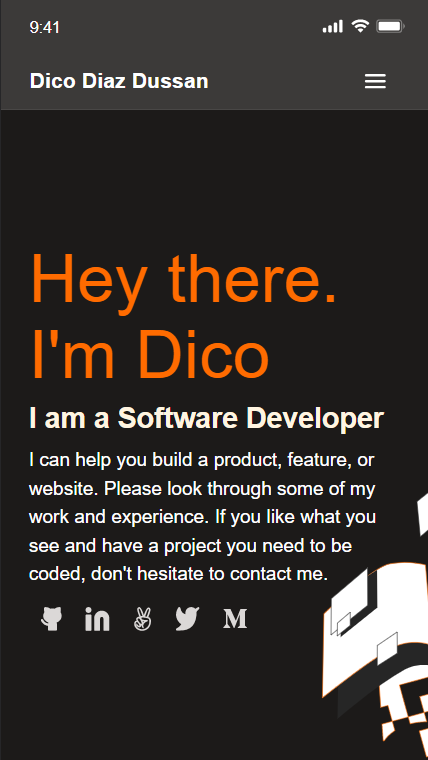 9:41
Dico Diaz Dussan
Hey there.
I'm Dico
I am a Software Developer
I can help you build a product, feature, or
website. Please look through some of my
work and experience. If you like what you
see and have a project you need to be
coded, don't hesitate to contact me.
in
M